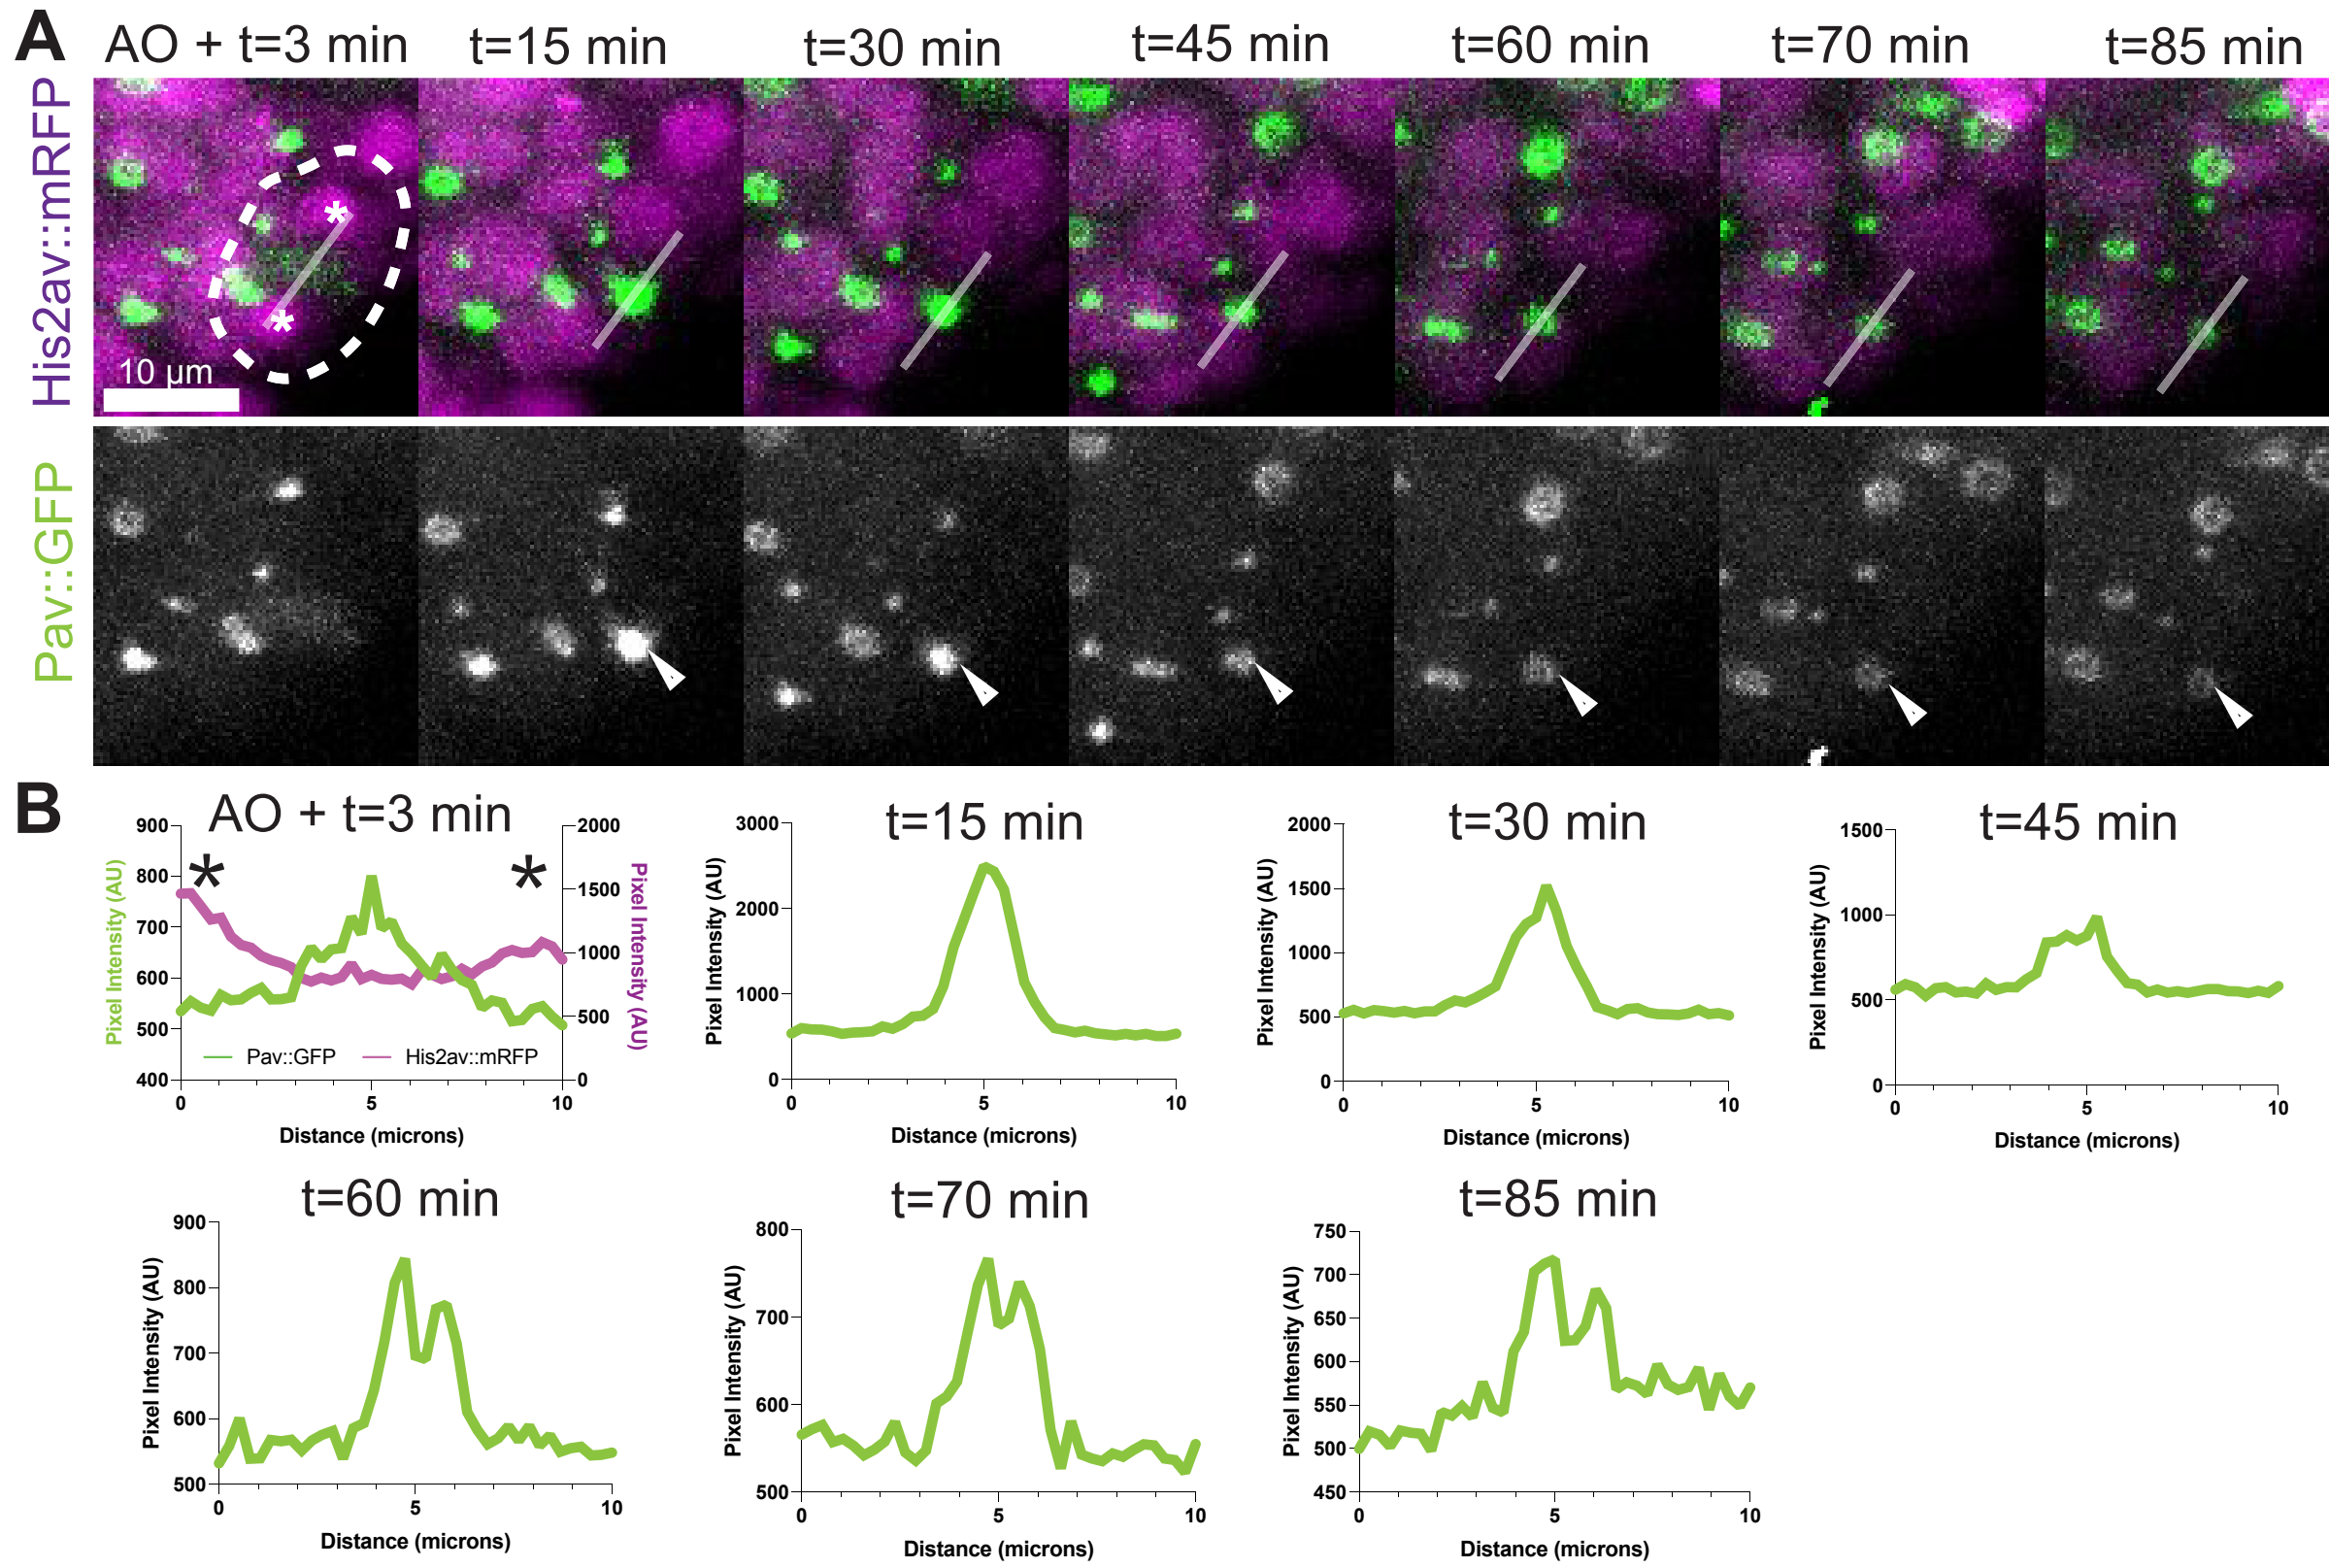 A
AO + t=3 min
t=15 min
t=30 min
t=45 min
t=60 min
t=70 min
t=85 min
His2av::mRFP
*
*
10 µm
Pav::GFP
B
AO + t=3 min
Pixel Intensity (AU)
900
800
700
600
500
400
*
*
2000
1500
1000
500
0
Pixel Intensity (AU)
Pav::GFP
His2av::mRFP
0
5
10
Distance (microns)
t=15 min
Pixel Intensity (AU)
3000
2000
1000
0
0
5
10
Distance (microns)
t=30 min
Pixel Intensity (AU)
2000
1500
1000
500
0
0
5
10
Distance (microns)
t=45 min
Pixel Intensity (AU)
1500
1000
500
0
0
5
10
Distance (microns)
t=60 min
Pixel Intensity (AU)
900
800
700
600
500
0
5
10
Distance (microns)
t=70 min
Pixel Intensity (AU)
800
700
600
500
0
5
10
Distance (microns)
t=85 min
Pixel Intensity (AU)
750
700
650
600
550
500
450
0
5
10
Distance (microns)